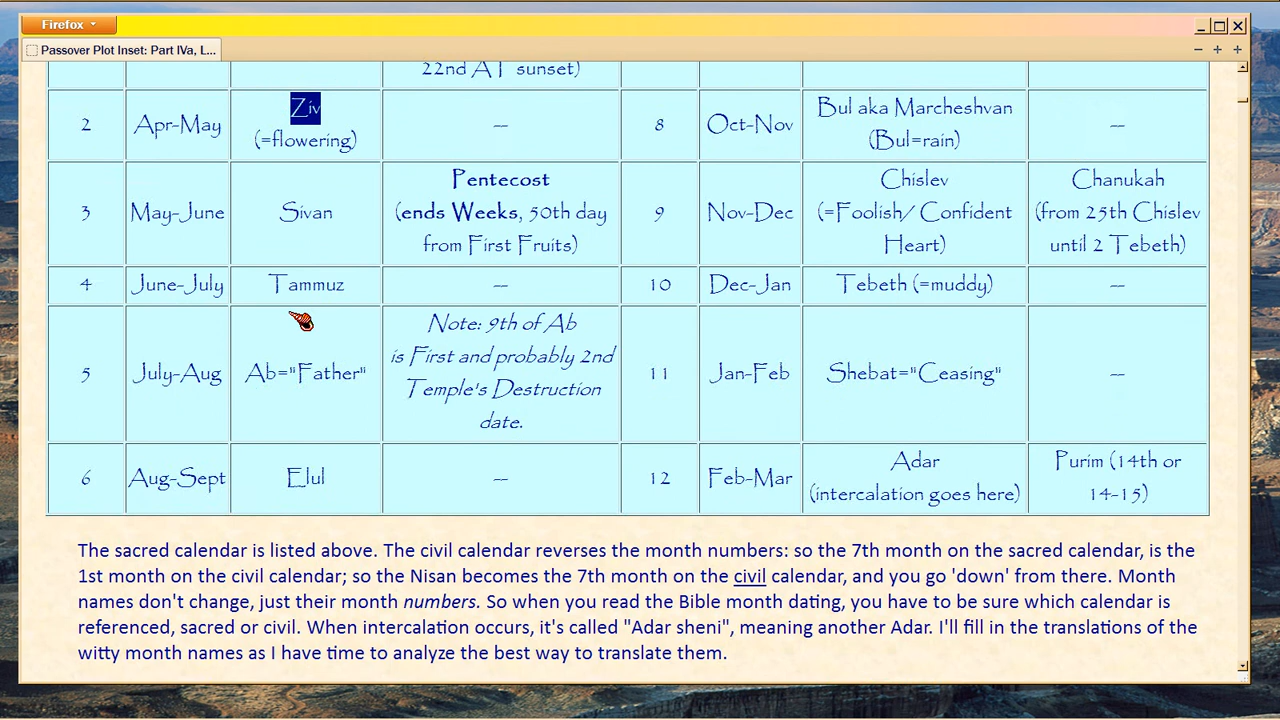 Firefox
Passover Plot Inset: Part IVa, L...
22nd AT sunset)
2
Apr-May
Ziv
(=flowering)
--
8
Oct-Nov
Bul aka Marcheshvan
(Bul=rain)
--
3
May-June
Sivan
Pentecost
(ends Weeks, 50th day
from First Fruits)
9
Nov-Dec
Chislev
(=Foolish/ Confident
Heart)
Chanukah
(from 25th Chislev
until 2 Tebeth)
4
June-July
Tammuz
--
10
Dec-Jan
Tebeth (=muddy)
--
5
July-Aug
Ab="Father"
Note: 9th of Ab
is First and probably 2nd
Temple's Destruction
date.
11
Jan-Feb
Shebat="Ceasing"
--
6
Aug-Sept
Elul
--
12
Feb-Mar
Adar
(intercalation goes here)
Purim (14th or
14-15)
The sacred calendar is listed above. The civil calendar reverses the month numbers: so the 7th month on the sacred calendar, is the
1st month on the civil calendar; so the Nisan becomes the 7th month on the civil calendar, and you go 'down' from there. Month
names don't change, just their month numbers. So when you read the Bible month dating, you have to be sure which calendar is
referenced, sacred or civil. When intercalation occurs, it's called "Adar sheni", meaning another Adar. I'll fill in the translations of the
witty month names as I have time to analyze the best way to translate them.